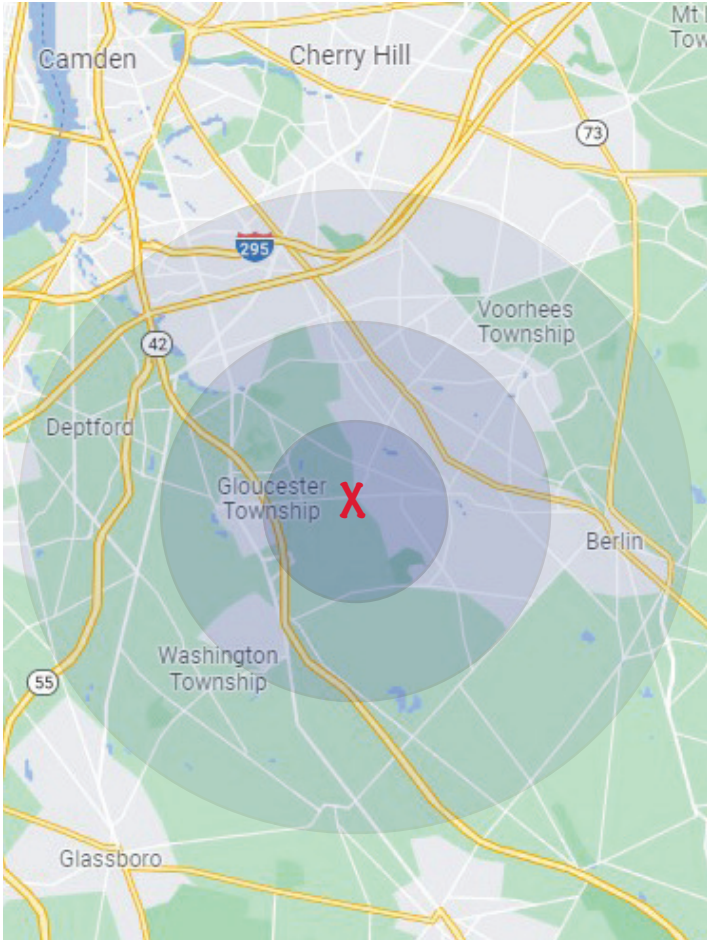 Mt
Tow
Camden
Cherry Hill
73
295
Voorhees
Township
42
Deptford
Gloucester
Township
X
Berlin
Washington
Township
55
Glassboro